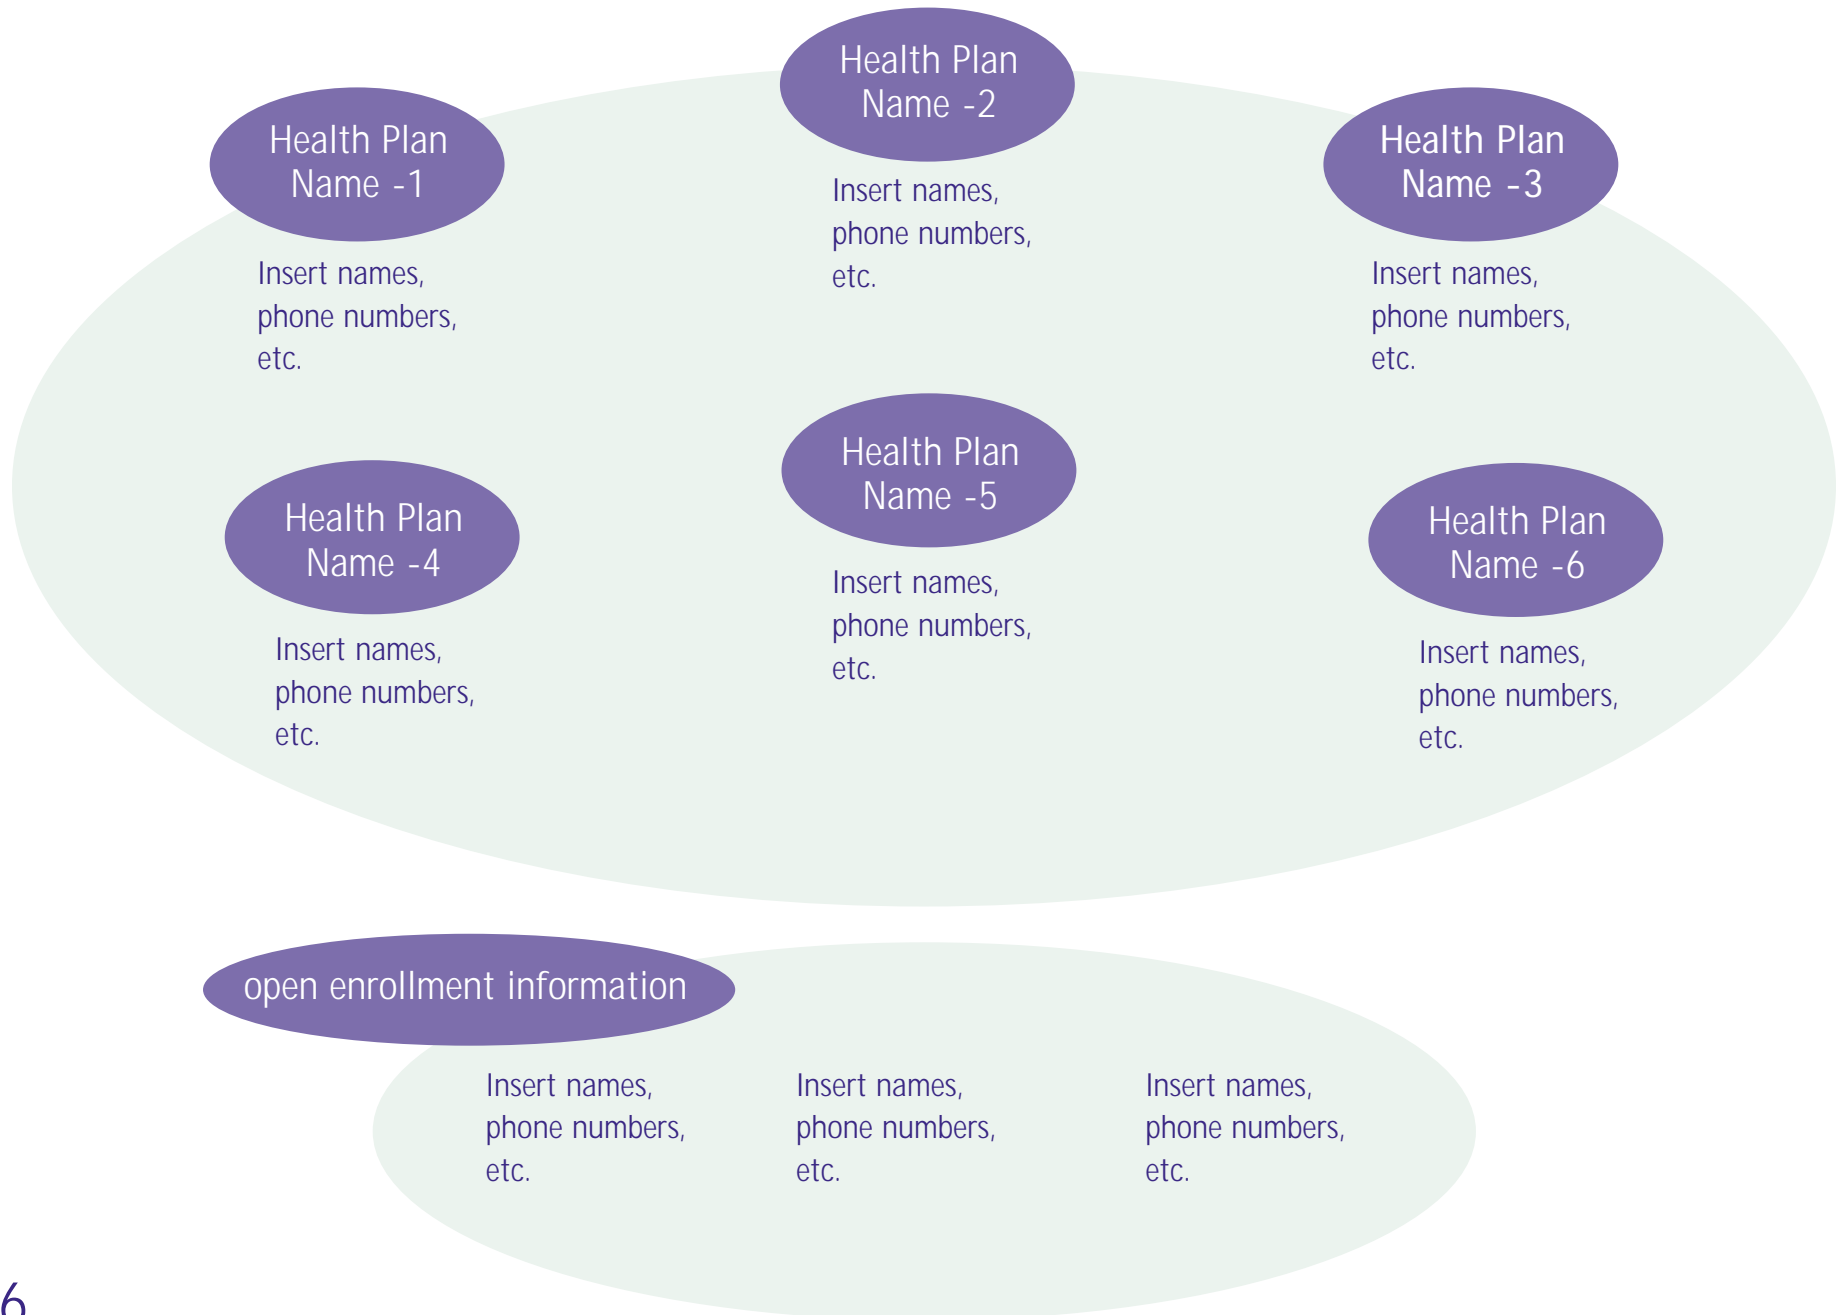 Health Plan
Name -1
Insert names,
phone numbers,
etc.
Health Plan
Name -2
Insert names,
phone numbers,
etc.
Health Plan
Name -3
Insert names,
phone numbers,
etc.
Health Plan
Name -4
Insert names,
phone numbers,
etc.
Health Plan
Name -5
Insert names,
phone numbers,
etc.
Health Plan
Name -6
Insert names,
phone numbers,
etc.
open enrollment information
Insert names,
phone numbers,
etc.
Insert names,
phone numbers,
etc.
Insert names,
phone numbers,
etc.
6